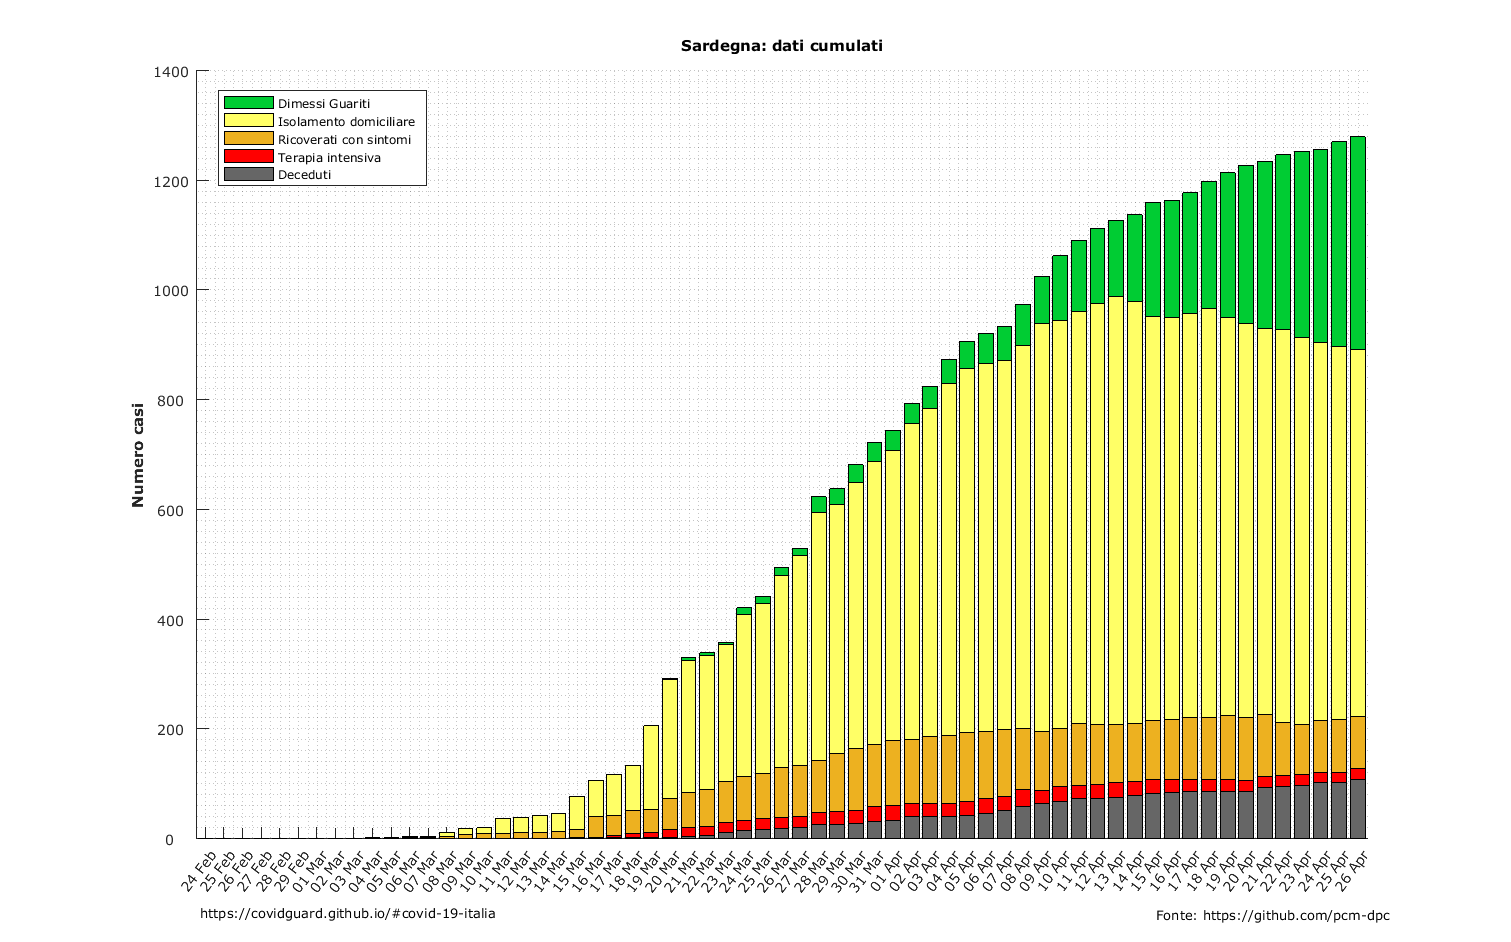 Sardegna: dati cumulati
1400
1200
1000
800
600
400
200
0
Numero casi
Dimessi Guariti
Isolamento domiciliare
Ricoverati con sintomi
Terapia intensiva
Deceduti
24 Feb
25 Feb
26 Feb
27 Feb
28 Feb
29 Feb
01 Mar
02 Mar
03 Mar
04 Mar
05 Mar
06 Mar
07 Mar
08 Mar
09 Mar
10 Mar
11 Mar
12 Mar
13 Mar
14 Mar
15 Mar
16 Mar
17 Mar
18 Mar
19 Mar
20 Mar
21 Mar
22 Mar
23 Mar
24 Mar
25 Mar
26 Mar
27 Mar
28 Mar
29 Mar
30 Mar
31 Mar
01 Apr
02 Apr
03 Apr
04 Apr
05 Apr
06 Apr
07 Apr
08 Apr
09 Apr
10 Apr
11 Apr
12 Apr
13 Apr
14 Apr
15 Apr
16 Apr
17 Apr
18 Apr
19 Apr
20 Apr
21 Apr
22 Apr
23 Apr
24 Apr
25 Apr
26 Apr
https://covidguard.github.io/#covid-19-italia
Fonte: https://github.com/pcm-dpc